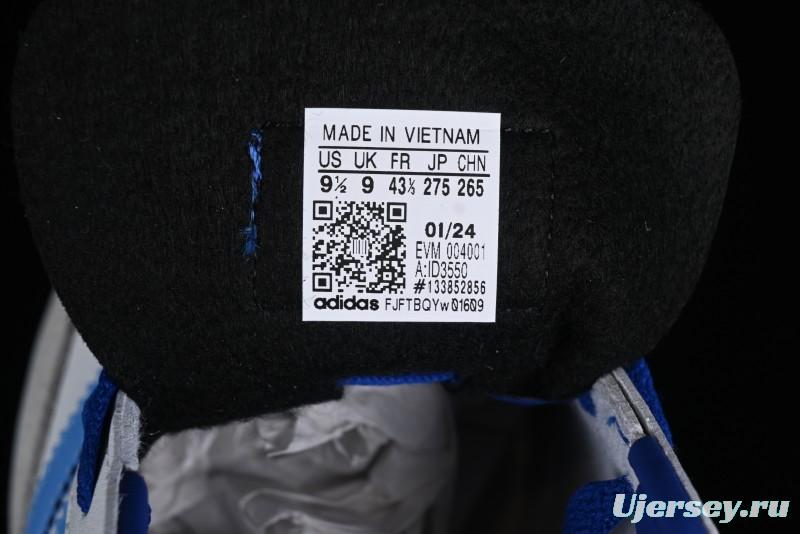 MADE IN VIETNAM
US UK FR JP CHN
9½ 9 43⅓ 275 265
01/24
EVM 004001
A:ID3550
#133852856
adidas FJFTBQYw01609
Ujersey.ru